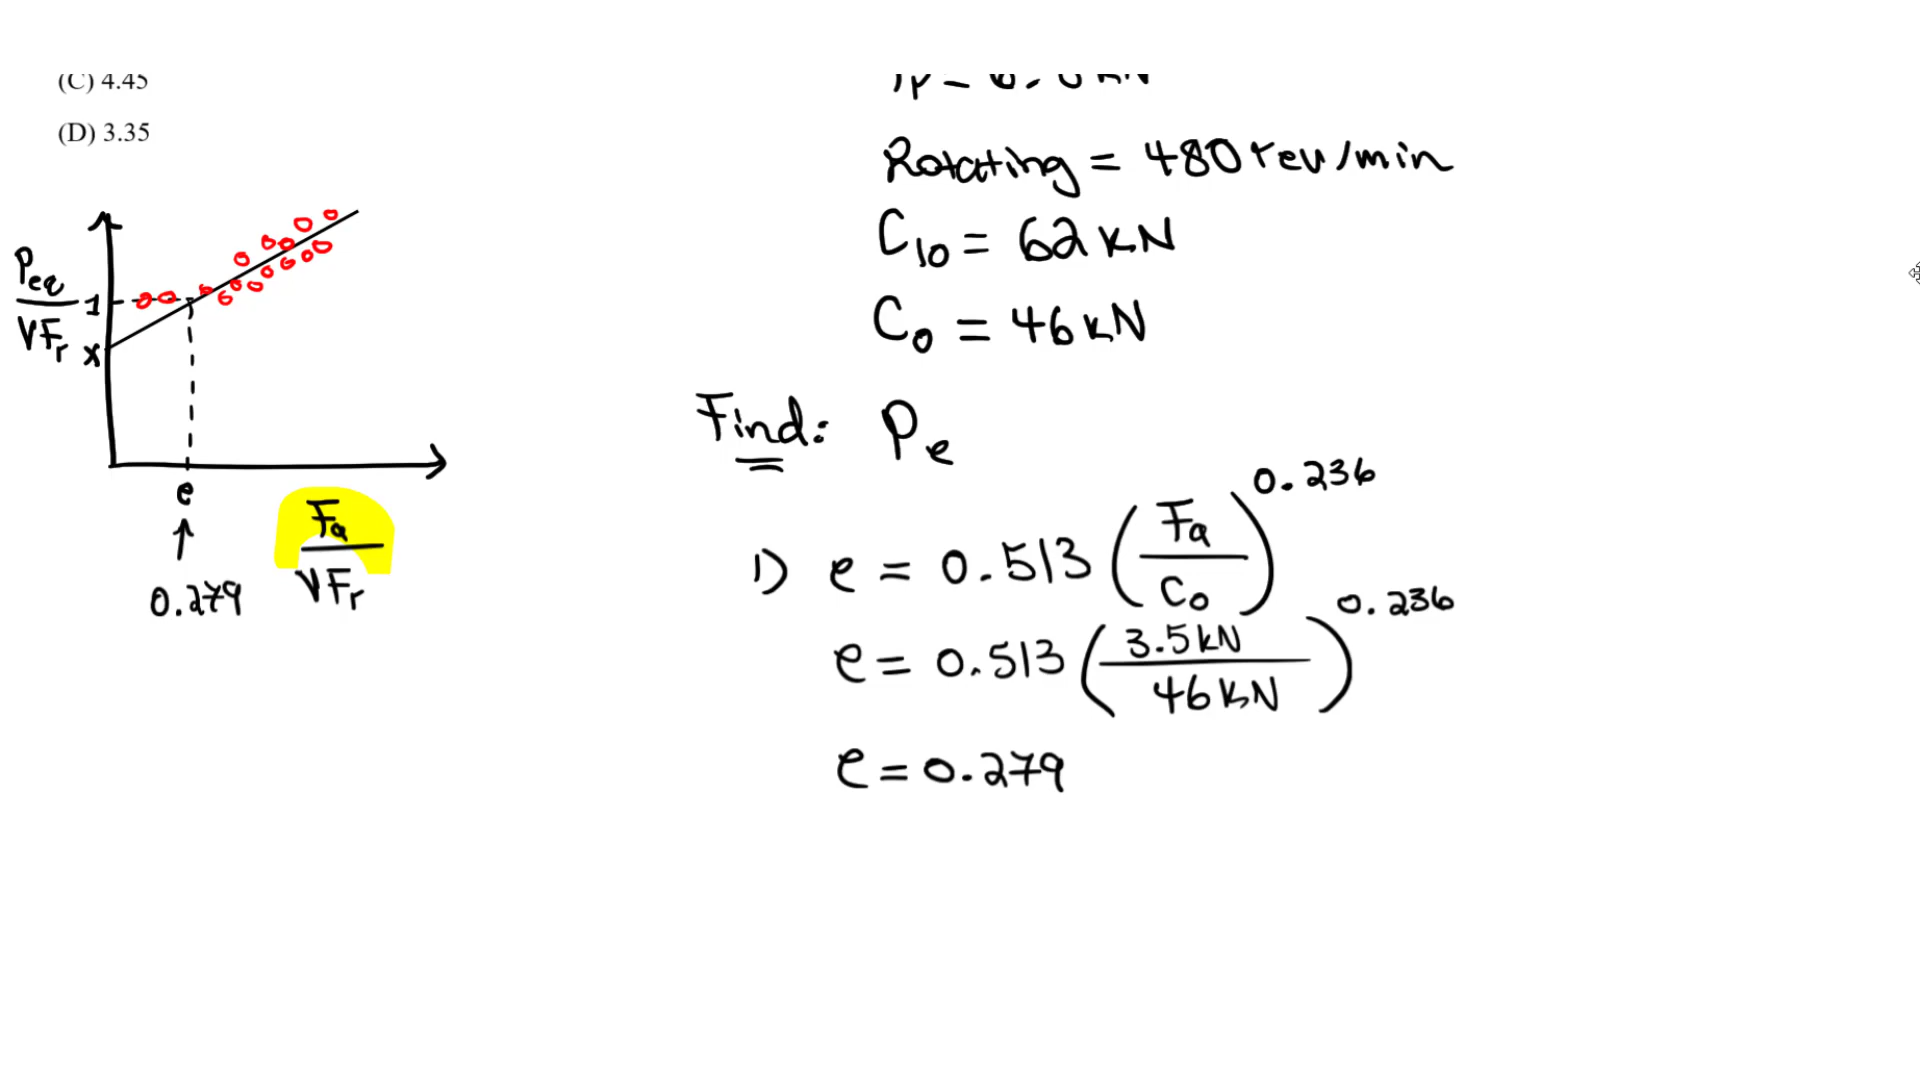 (C) 4.45
(D) 3.35
Rotating = 480 rev/min
C10 = 62 kN
C0 = 46 kN
Find: Pe
1) e = 0.513 (Fa/C0)^0.236
e = 0.513 (3.5 kN/46 kN)^0.236
e = 0.279
Peq/VFr
1
x
e
0.279
Fa/VFr